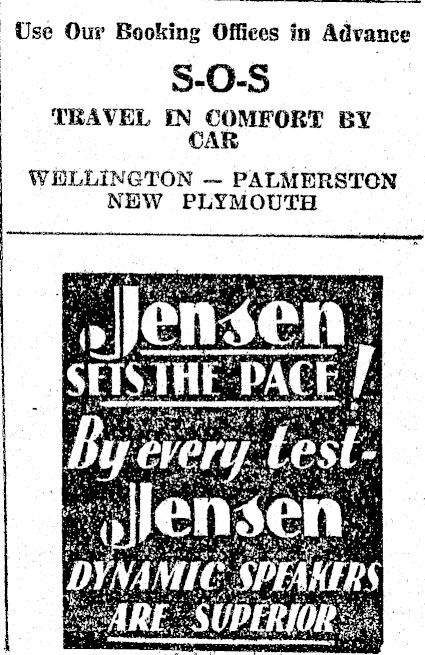 Use Our Booking Offices in Advance
S-O-S
TRAVEL IN COMFORT BY
CAR
WELLINGTON — PALMERSTON
NEW PLYMOUTH
Jensen
SETS THE PACE!
By every test-
Jensen
DYNAMIC SPEAKERS
ARE SUPERIOR